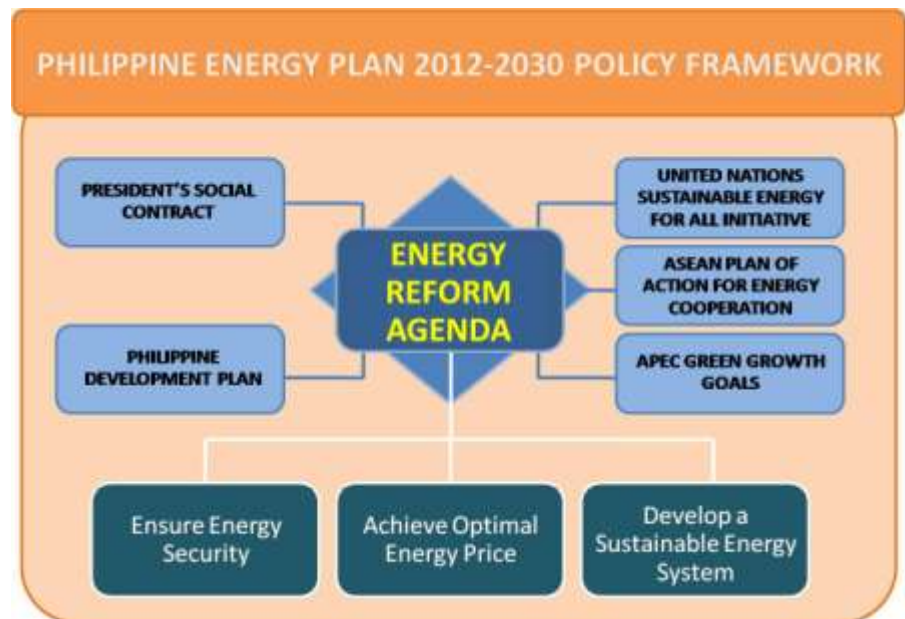 PHILIPPINE ENERGY PLAN 2012-2030 POLICY FRAMEWORK
PRESIDENT'S SOCIAL
CONTRACT
PHILIPPINE
DEVELOPMENT PLAN
ENERGY
REFORM
AGENDA
UNITED NATIONS
SUSTAINABLE ENERGY
FOR ALL INITIATIVE
ASEAN PLAN OF
ACTION FOR ENERGY
COOPERATION
APEC GREEN GROWTH
GOALS
Ensure Energy
Security
Achieve Optimal
Energy Price
Develop a
Sustainable Energy
System